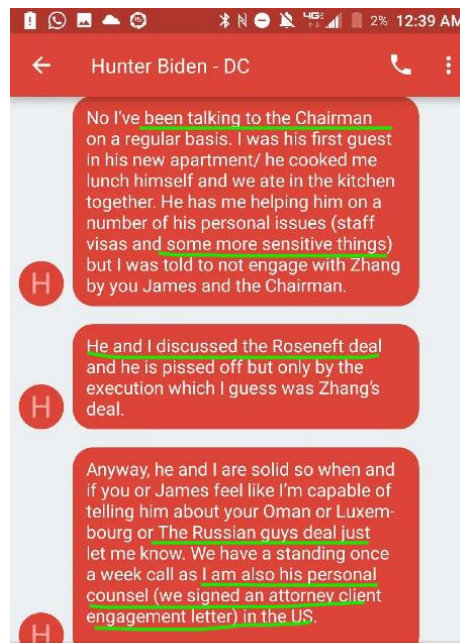 4GE 2% 12:39 AM
Hunter Biden - DC
No I've been talking to the Chairman
on a regular basis. I was his first guest
in his new apartment/ he cooked me
lunch himself and we ate in the kitchen
together. He has me helping him on a
number of his personal issues (staff
visas and some more sensitive things)
but I was told to not engage with Zhang
by you James and the Chairman.
H
He and I discussed the Roseneft deal
and he is pissed off but only by the
execution which I guess was Zhang's
deal.
H
Anyway, he and I are solid so when and
if you or James feel like I'm capable of
telling him about your Oman or Luxem-
bourg or The Russian guys deal just
let me know. We have a standing once
a week call as I am also his personal
counsel (we signed an attorney client
engagement letter) in the US.
H